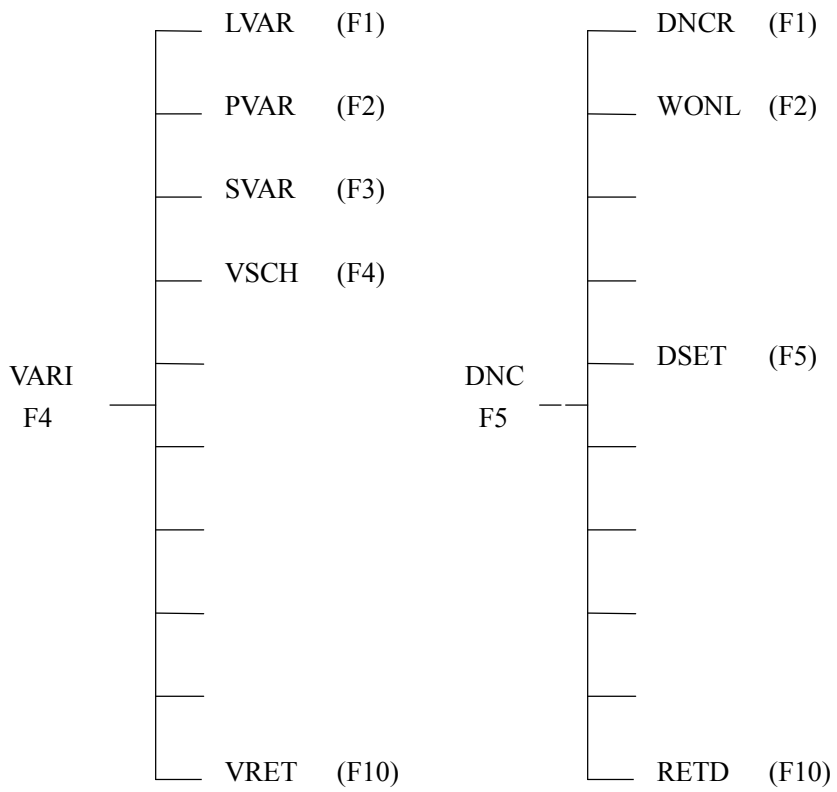 LVAR (F1)
PVAR (F2)
SVAR (F3)
VSCH (F4)
VARI
F4
VRET (F10)
DNCR (F1)
WONL (F2)
DSET (F5)
DNC
F5
RETD (F10)